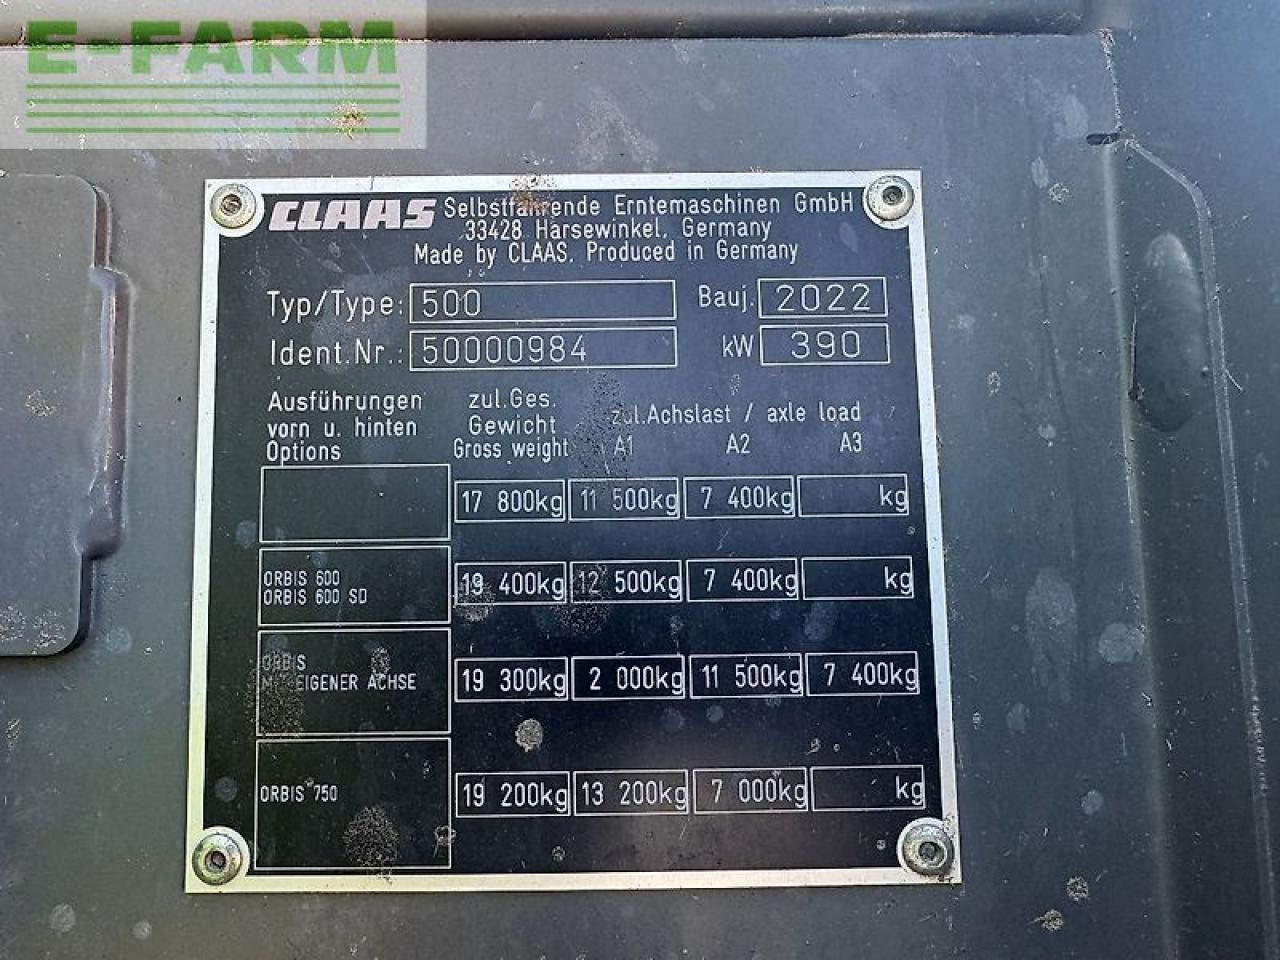 E-FARM
CLAAS Selbstfahrende Erntemaschinen GmbH
33428 Harsewinkel, Germany
Made by CLAAS. Produced in Germany
Typ/Type: 500 Bauj. 2022
Ident.Nr.: 50000984 kW 390
Ausführungen vorn u. hinten Options
zul.Ges. Gewicht Gross weight
zul.Achslast / axle load
A1 A2 A3
17 800kg 11 500kg 7 400kg kg
ORBIS 600
ORBIS 600 SD
19 400kg 12 500kg 7 400kg kg
ORBIS
MIT EIGENER ACHSE
19 300kg 2 000kg 11 500kg 7 400kg
ORBIS 750
19 200kg 13 200kg 7 000kg kg